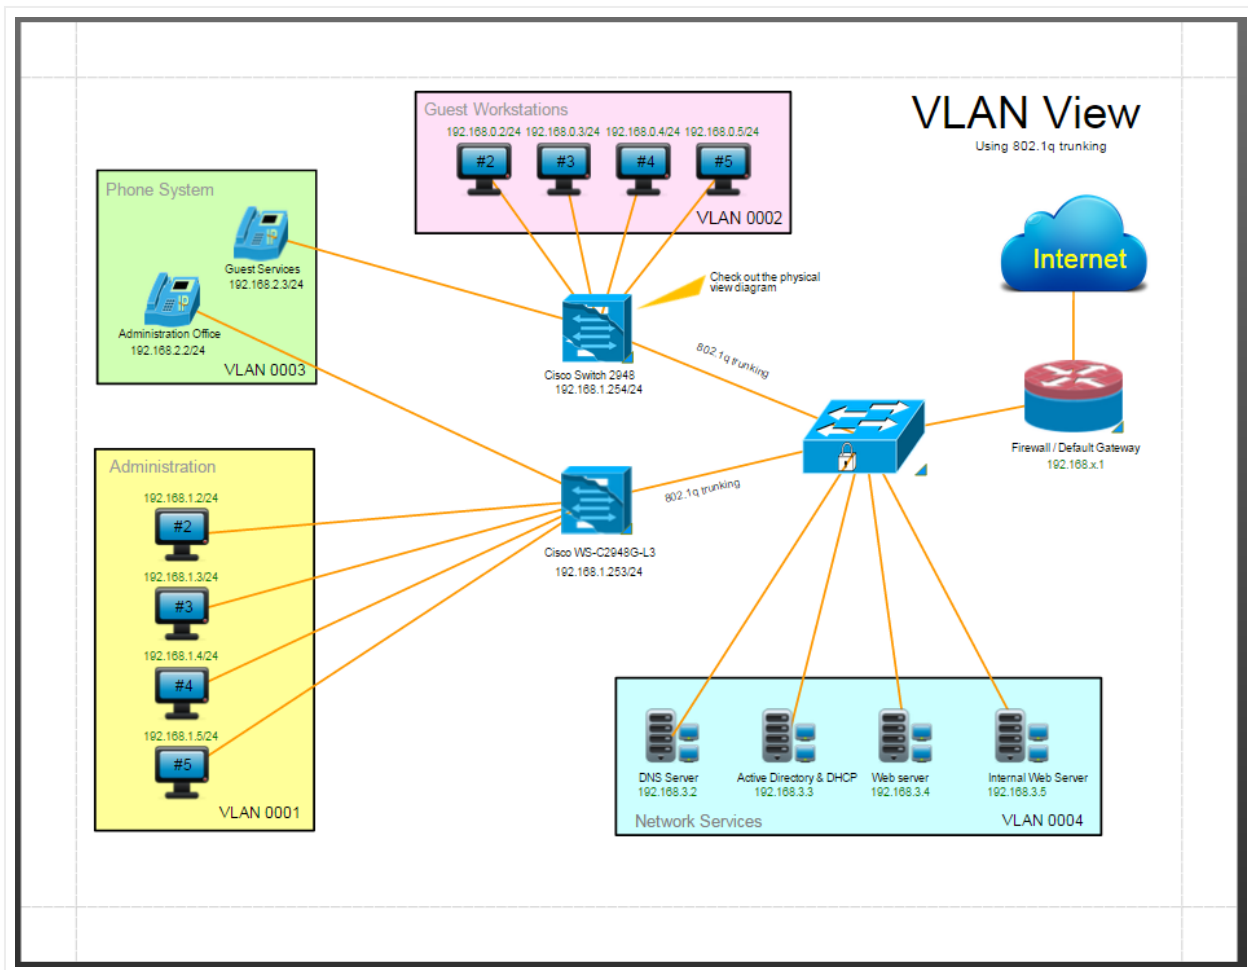 VLAN View
Using 802.1q trunking
Guest Workstations
192.168.0.2/24 192.168.0.3/24 192.168.0.4/24 192.168.0.5/24
#2 #3 #4 #5
VLAN 0002
Phone System
Guest Services
192.168.2.3/24
Administration Office
192.168.2.2/24
VLAN 0003
Internet
Check out the physical
view diagram
Cisco Switch 2948
192.168.1.254/24
802.1q trunking
Firewall / Default Gateway
192.168.x.1
Administration
192.168.1.2/24
#2
192.168.1.3/24
#3
192.168.1.4/24
#4
192.168.1.5/24
#5
VLAN 0001
802.1q trunking
Cisco WS-C2948G-L3
192.168.1.253/24
DNS Server
192.168.3.2
Active Directory & DHCP
192.168.3.3
Web server
192.168.3.4
Internal Web Server
192.168.3.5
Network Services
VLAN 0004